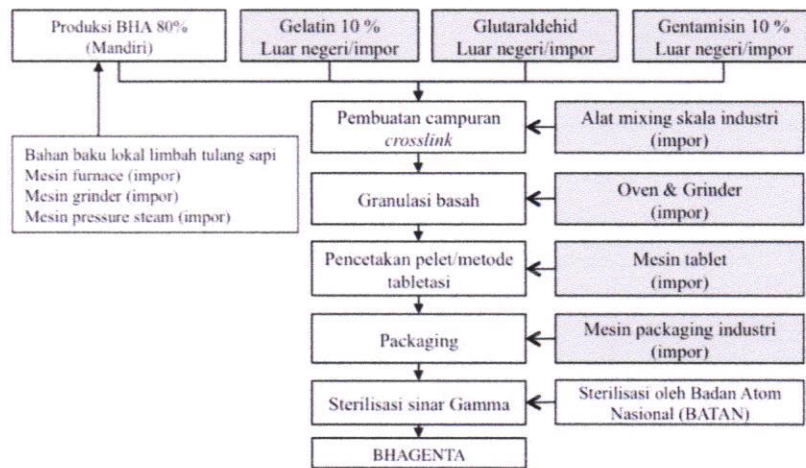 Produksi BHA 80%
(Mandiri)
Gelatin 10 %
Luar negeri/impor
Glutaraldehid
Luar negeri/impor
Gentamisin 10 %
Luar negeri/impor
Pembuatan campuran
crosslink
Alat mixing skala industri
(impor)
Bahan baku lokal limbah tulang sapi
Mesin furnace (impor)
Mesin grinder (impor)
Mesin pressure steam (impor)
Granulasi basah
Oven & Grinder
(impor)
Pencetakan pelet/metode
tabletasi
Mesin tablet
(impor)
Packaging
Mesin packaging industri
(impor)
Sterilisasi sinar Gamma
Sterilisasi oleh Badan Atom
Nasional (BATAN)
BHAGENTA